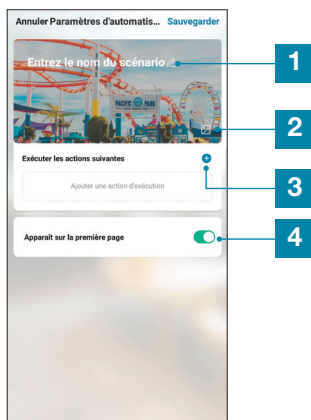 Annuler Paramètres d'automatis... Sauvegarder
Entrez le nom du scénario
1
PACIFIC PARK
2
Exécuter les actions suivantes
3
Ajouter une action d'exécution
Apparaît sur la première page
4